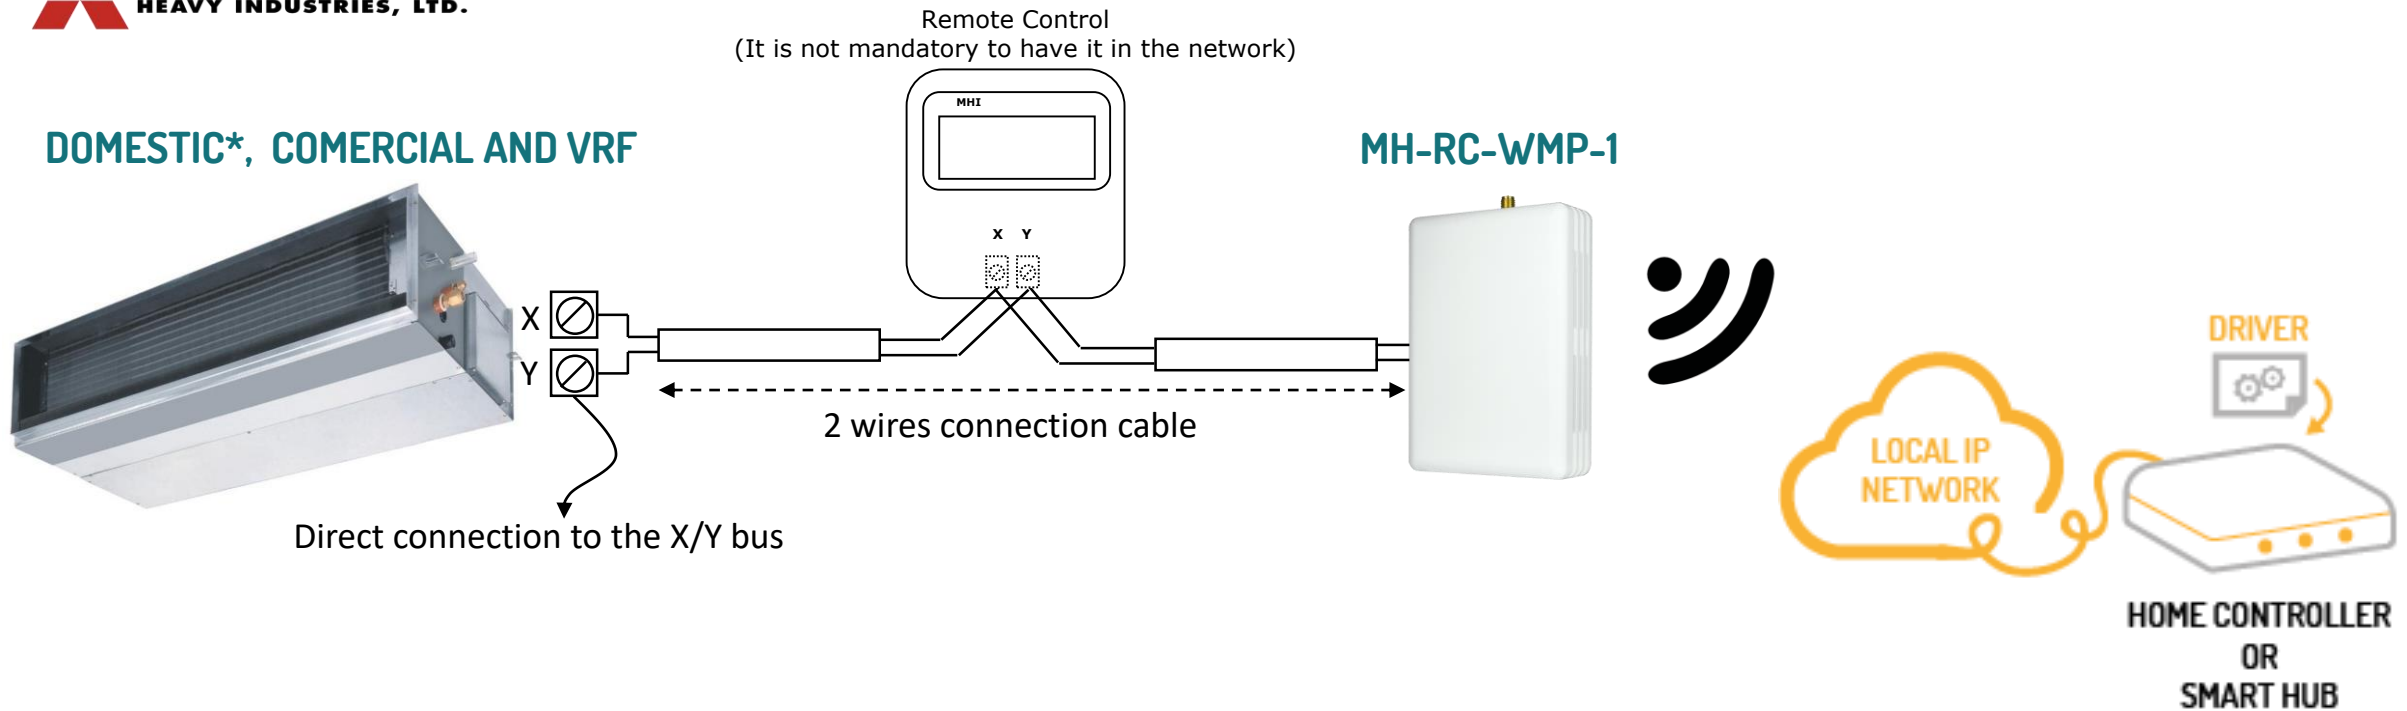 HEAVY INDUSTRIES, LTD.
Remote Control
(It is not mandatory to have it in the network)
MHI
DOMESTIC*, COMERCIAL AND VRF
MH-RC-WMP-1
X Y
X
Y
2 wires connection cable
Direct connection to the X/Y bus
DRIVER
LOCAL IP
NETWORK
HOME CONTROLLER
OR
SMART HUB